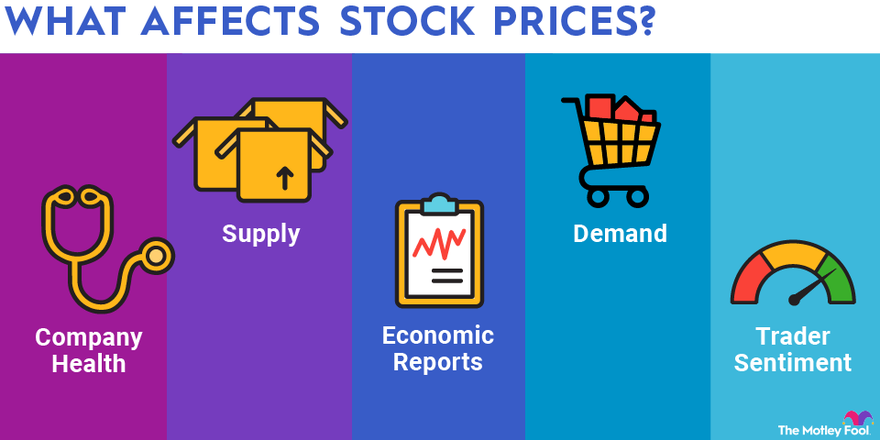 WHAT AFFECTS STOCK PRICES?
Company
Health
Supply
Economic
Reports
Demand
Trader
Sentiment
The Motley Fool